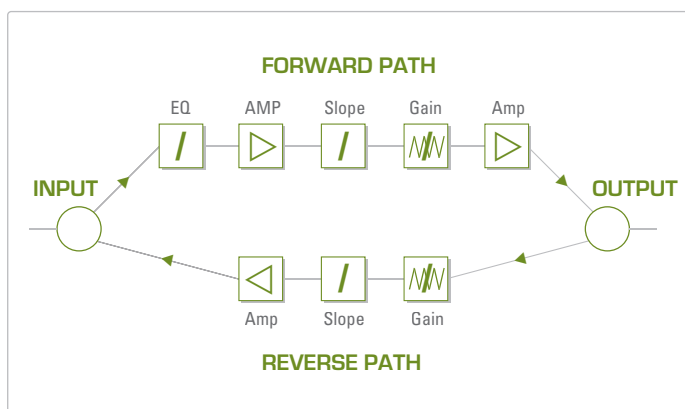 FORWARD PATH
EQ AMP Slope Gain Amp
INPUT OUTPUT
Amp Slope Gain
REVERSE PATH